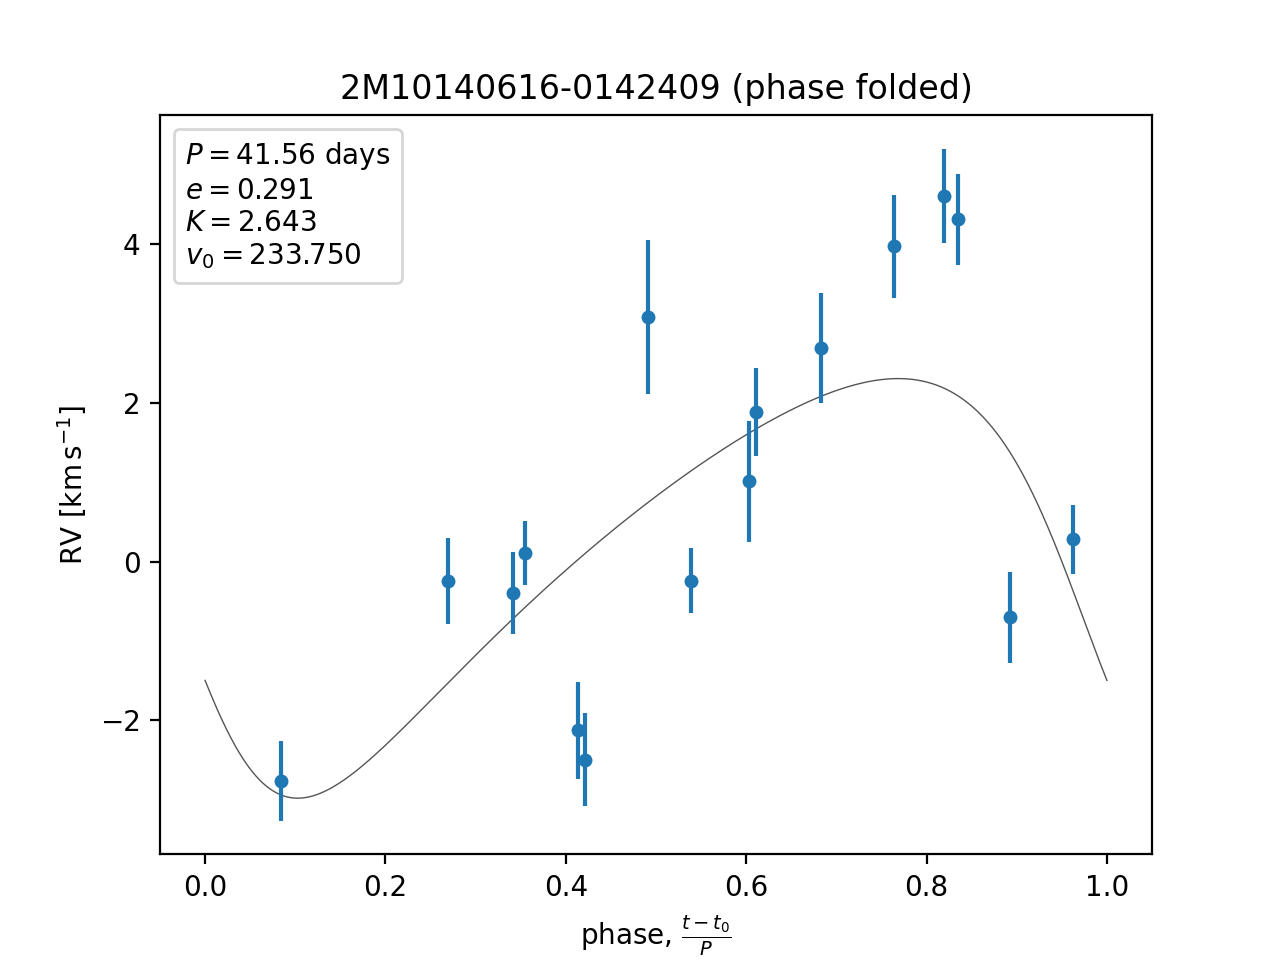 2M10140616-0142409 (phase folded)
P = 41.56 days
e = 0.291
K = 2.643
v₀ = 233.750
4
2
0
−2
RV [km s⁻¹]
0.0 0.2 0.4 0.6 0.8 1.0
phase, (t − t₀)/P